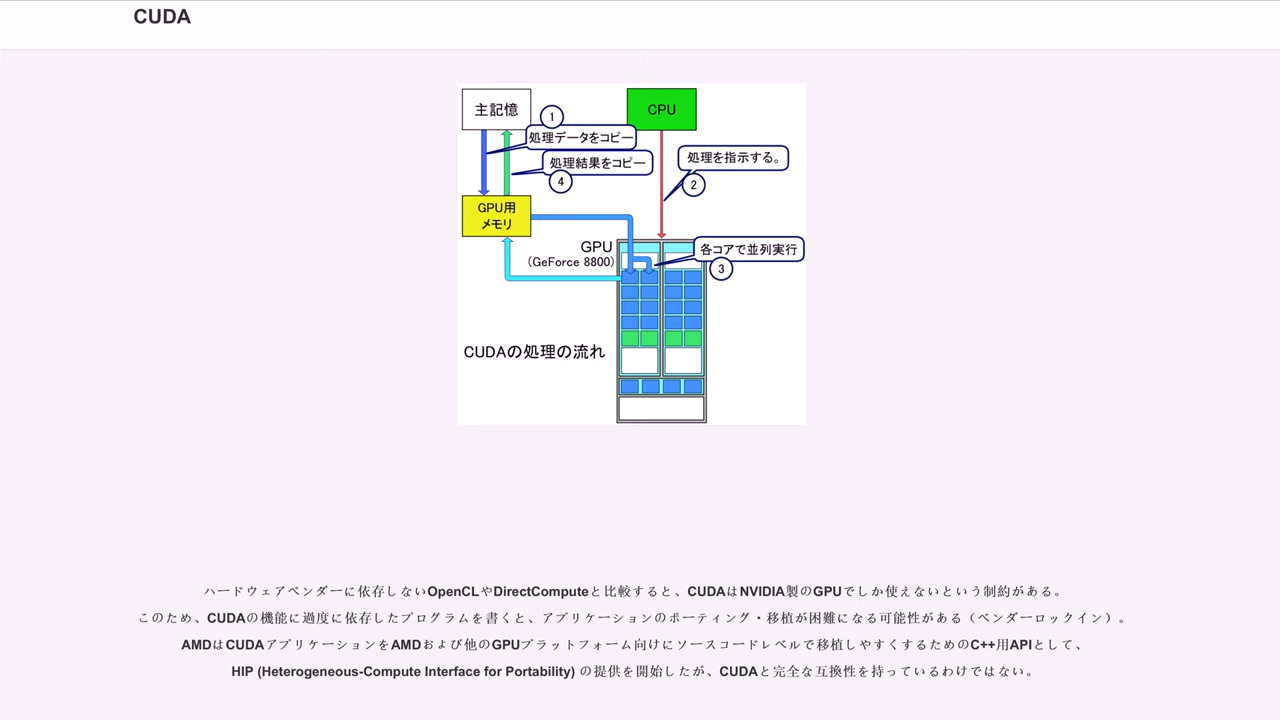 CUDA
主記憶
CPU
1
処理データをコピー
処理結果をコピー
4
処理を指示する。
2
GPU用
メモリ
GPU
(GeForce 8800)
各コアで並列実行
3
CUDAの処理の流れ
ハードウェアベンダーに依存しないOpenCLやDirectComputeと比較すると、CUDAはNVIDIA製のGPUでしか使えないという制約がある。
このため、CUDAの機能に過度に依存したプログラムを書くと、アプリケーションのポーティング・移植が困難になる可能性がある（ベンダーロックイン）。
AMDはCUDAアプリケーションをAMDおよび他のGPUプラットフォーム向けにソースコードレベルで移植しやすくするためのC++用APIとして、
HIP (Heterogeneous-Compute Interface for Portability) の提供を開始したが、CUDAと完全な互換性を持っているわけではない。